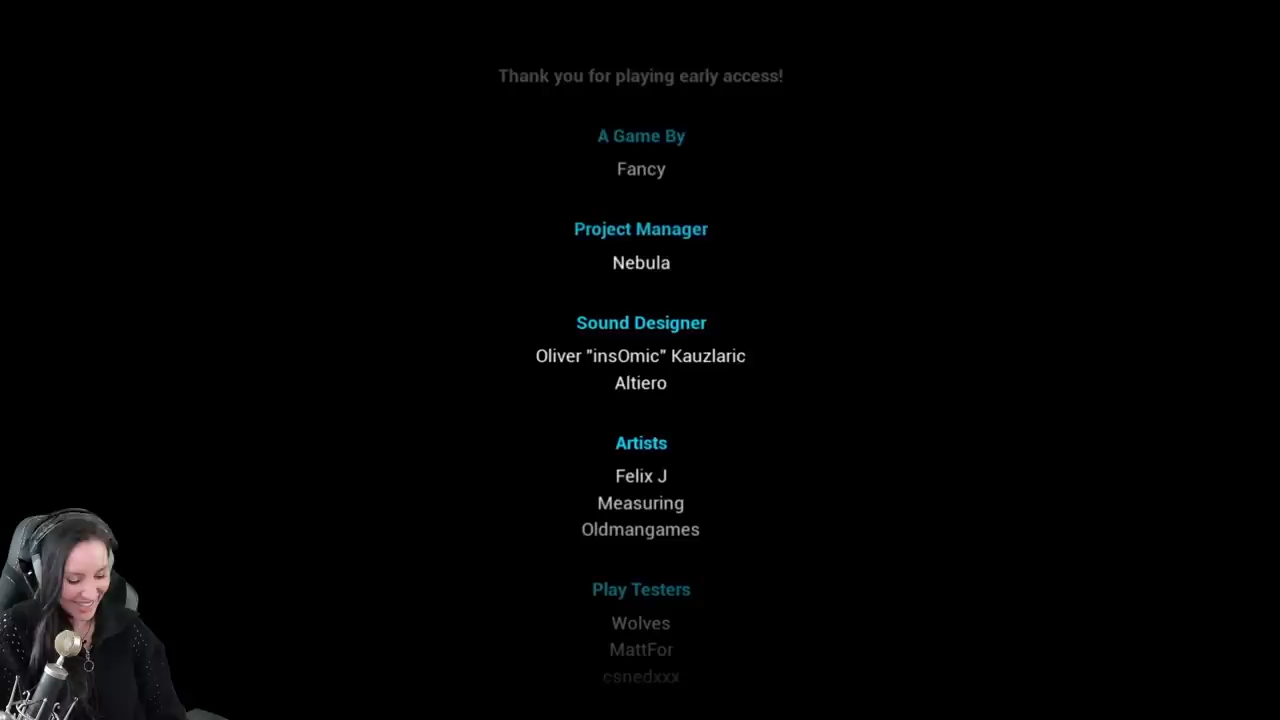 Thank you for playing early access!
A Game By
Fancy
Project Manager
Nebula
Sound Designer
Oliver "insOmic" Kauzlaric
Altiero
Artists
Felix J
Measuring
Oldmangames
Play Testers
Wolves
MattFor
csnedxxx